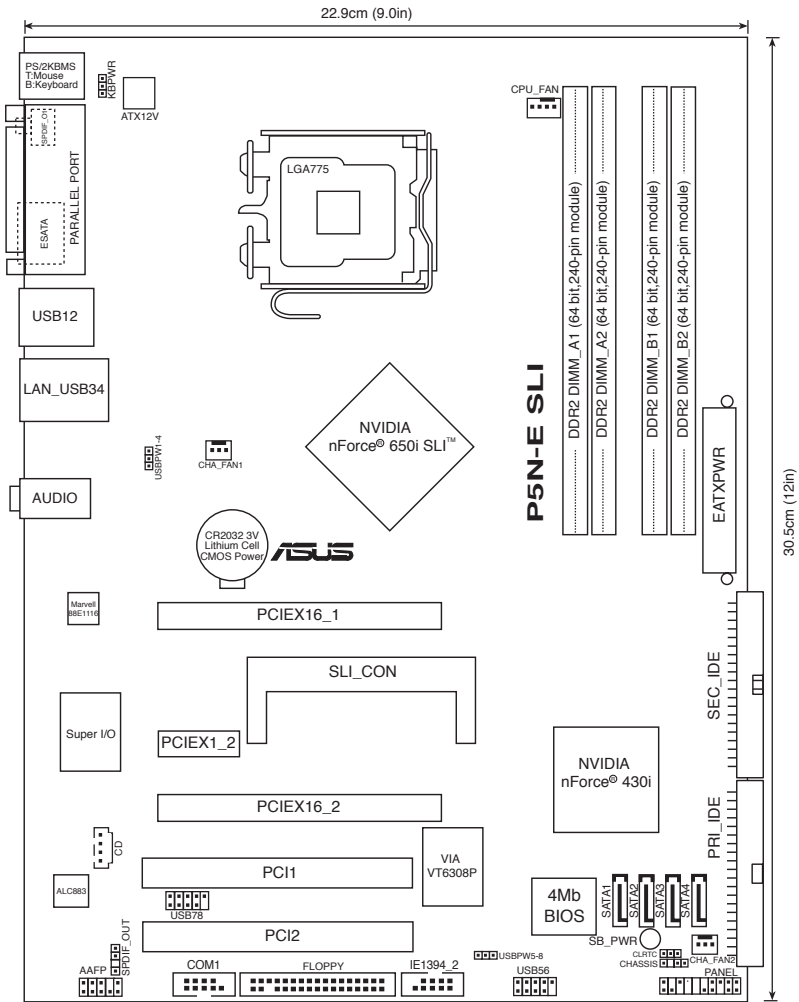 22.9cm (9.0in)
PS/2KBMS
T:Mouse
B:Keyboard
KBPWR
ATX12V
CPU_FAN
SPDIF_O1
PARALLEL PORT
ESATA
LGA775
DDR2 DIMM_A1 (64 bit,240-pin module)
DDR2 DIMM_A2 (64 bit,240-pin module)
DDR2 DIMM_B1 (64 bit,240-pin module)
DDR2 DIMM_B2 (64 bit,240-pin module)
USB12
LAN_USB34
P5N-E SLI
NVIDIA
nForce® 650i SLI™
USBPW1-4
CHA_FAN1
EATXPWR
30.5cm (12in)
AUDIO
CR2032 3V
Lithium Cell
CMOS Power
ASUS
Marvell
88E1116
PCIEX16_1
SLI_CON
SEC_IDE
Super I/O
PCIEX1_2
NVIDIA
nForce® 430i
PCIEX16_2
PRI_IDE
CD
VIA
VT6308P
PCI1
ALC883
4Mb
BIOS
SATA1
SATA2
SATA3
SATA4
USB78
PCI2
SB_PWR
SPDIF_OUT
USBPW5-8
CLRTC
CHA_FAN2
CHASSIS
AAFP
COM1
FLOPPY
IE1394_2
USB56
PANEL